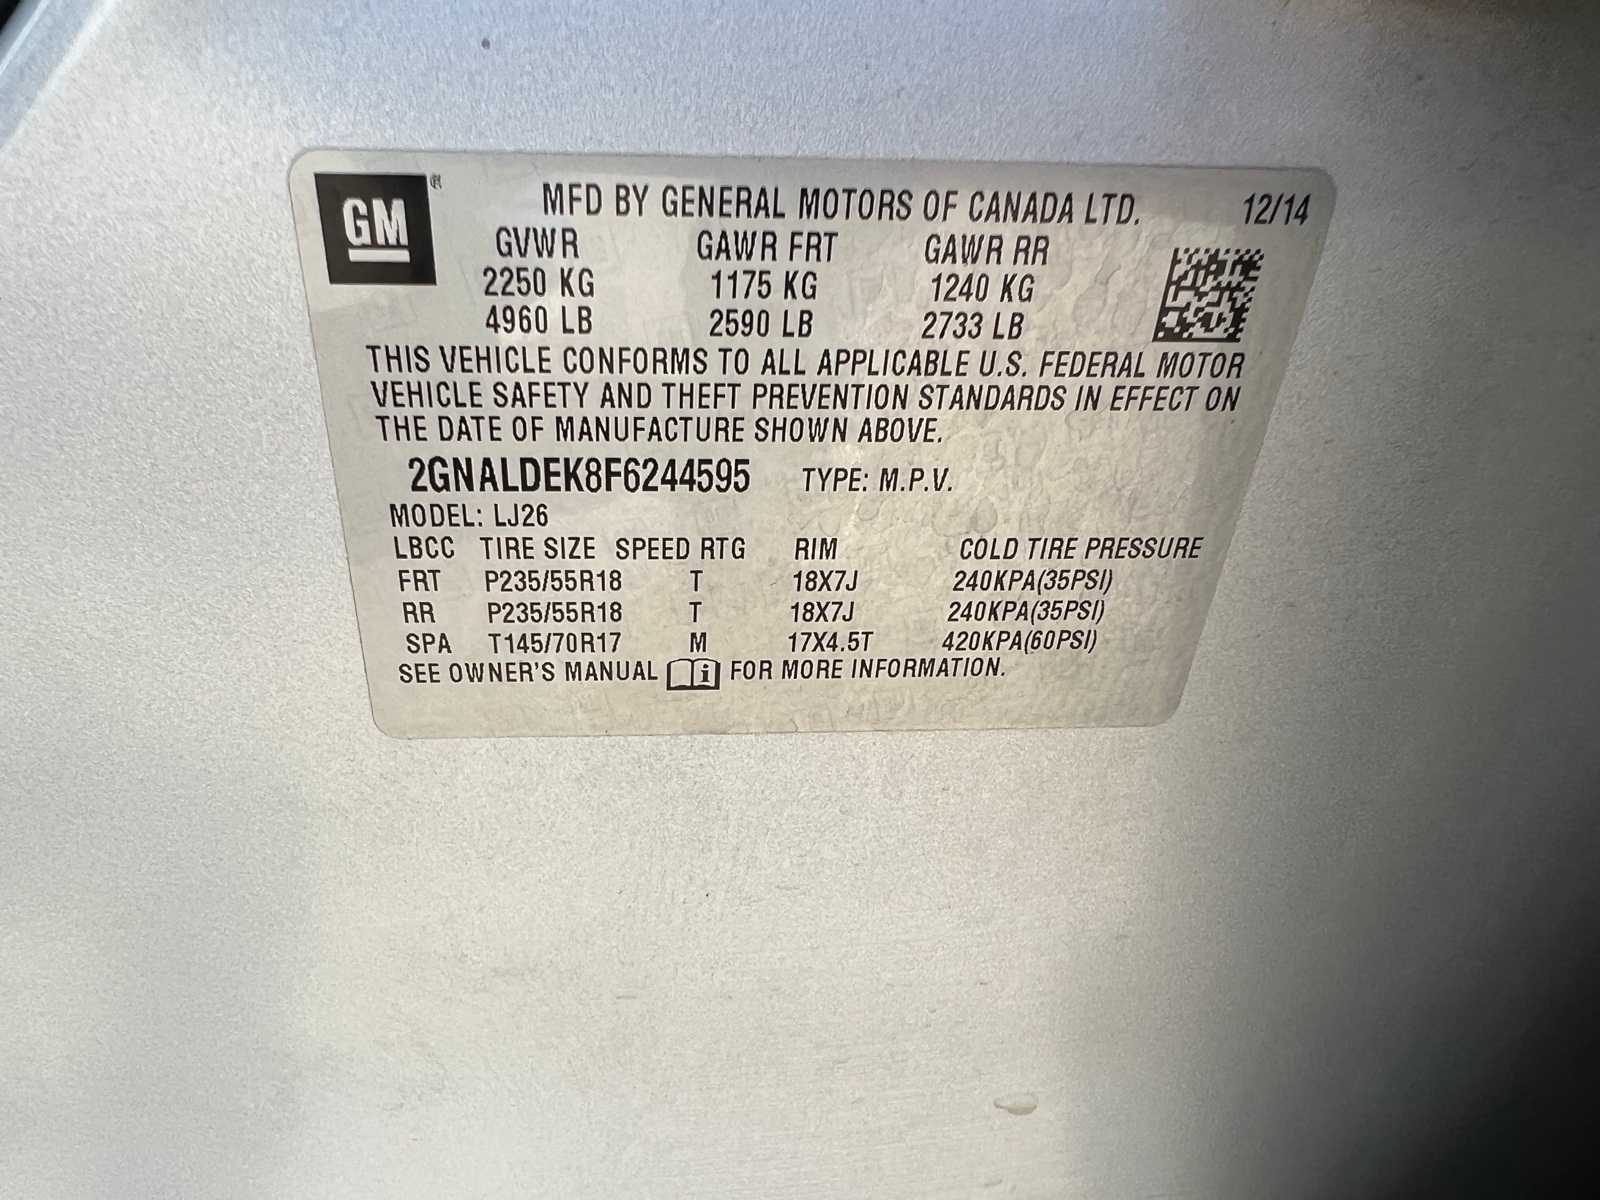 GM ® MFD BY GENERAL MOTORS OF CANADA LTD. 12/14
GVWR GAWR FRT GAWR RR
2250 KG 1175 KG 1240 KG
4960 LB 2590 LB 2733 LB
THIS VEHICLE CONFORMS TO ALL APPLICABLE U.S. FEDERAL MOTOR
VEHICLE SAFETY AND THEFT PREVENTION STANDARDS IN EFFECT ON
THE DATE OF MANUFACTURE SHOWN ABOVE.
2GNALDEK8F6244595 TYPE: M.P.V.
MODEL: LJ26
LBCC TIRE SIZE SPEED RTG RIM COLD TIRE PRESSURE
FRT P235/55R18 T 18X7J 240KPA(35PSI)
RR P235/55R18 T 18X7J 240KPA(35PSI)
SPA T145/70R17 M 17X4.5T 420KPA(60PSI)
SEE OWNER'S MANUAL i FOR MORE INFORMATION.